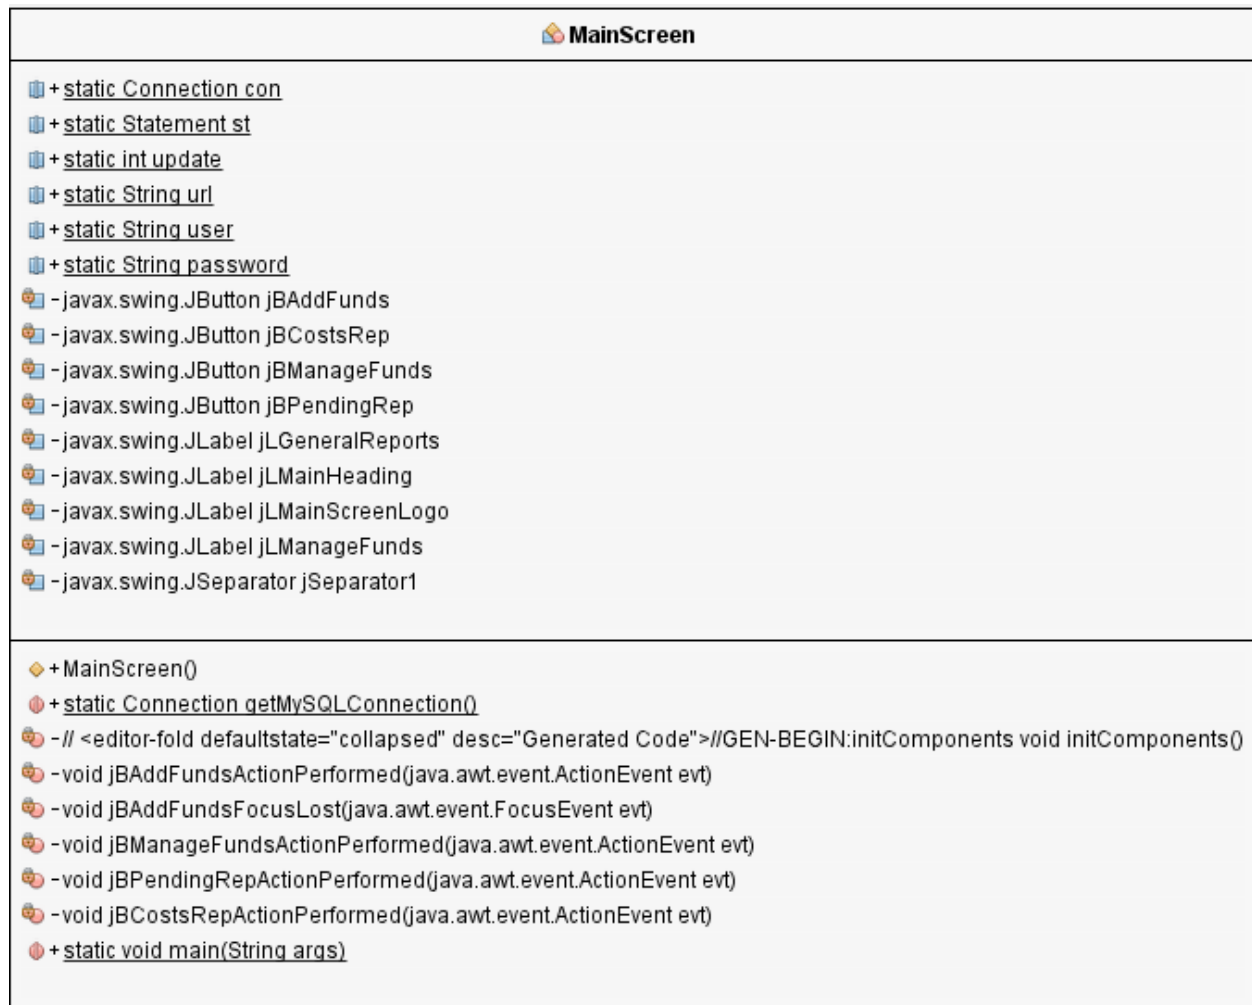 MainScreen
+static Connection con
+static Statement st
+static int update
+static String url
+static String user
+static String password
-javax.swing.JButton jBAddFunds
-javax.swing.JButton jBCostsRep
-javax.swing.JButton jBManageFunds
-javax.swing.JButton jBPendingRep
-javax.swing.JLabel jLGeneralReports
-javax.swing.JLabel jLMainHeading
-javax.swing.JLabel jLMainScreenLogo
-javax.swing.JLabel jLManageFunds
-javax.swing.JSeparator jSeparator1
+MainScreen()
+static Connection getMySQLConnection()
-// <editor-fold defaultstate="collapsed" desc="Generated Code">//GEN-BEGIN:initComponents void initComponents()
-void jBAddFundsActionPerformed(java.awt.event.ActionEvent evt)
-void jBAddFundsFocusLost(java.awt.event.FocusEvent evt)
-void jBManageFundsActionPerformed(java.awt.event.ActionEvent evt)
-void jBPendingRepActionPerformed(java.awt.event.ActionEvent evt)
-void jBCostsRepActionPerformed(java.awt.event.ActionEvent evt)
+static void main(String args)